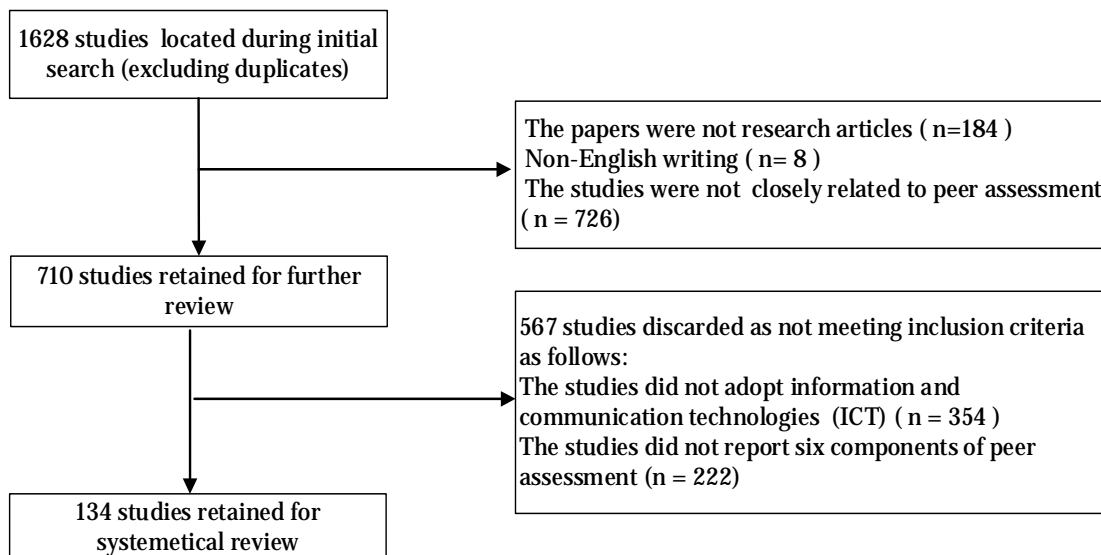 1628 studies located during initial
search (excluding duplicates)
The papers were not research articles ( n=184 )
Non-English writing ( n= 8 )
The studies were not closely related to peer assessment
( n = 726)
710 studies retained for further
review
567 studies discarded as not meeting inclusion criteria
as follows:
The studies did not adopt information and
communication technologies (ICT) ( n = 354 )
The studies did not report six components of peer
assessment (n = 222)
134 studies retained for
systemetical review